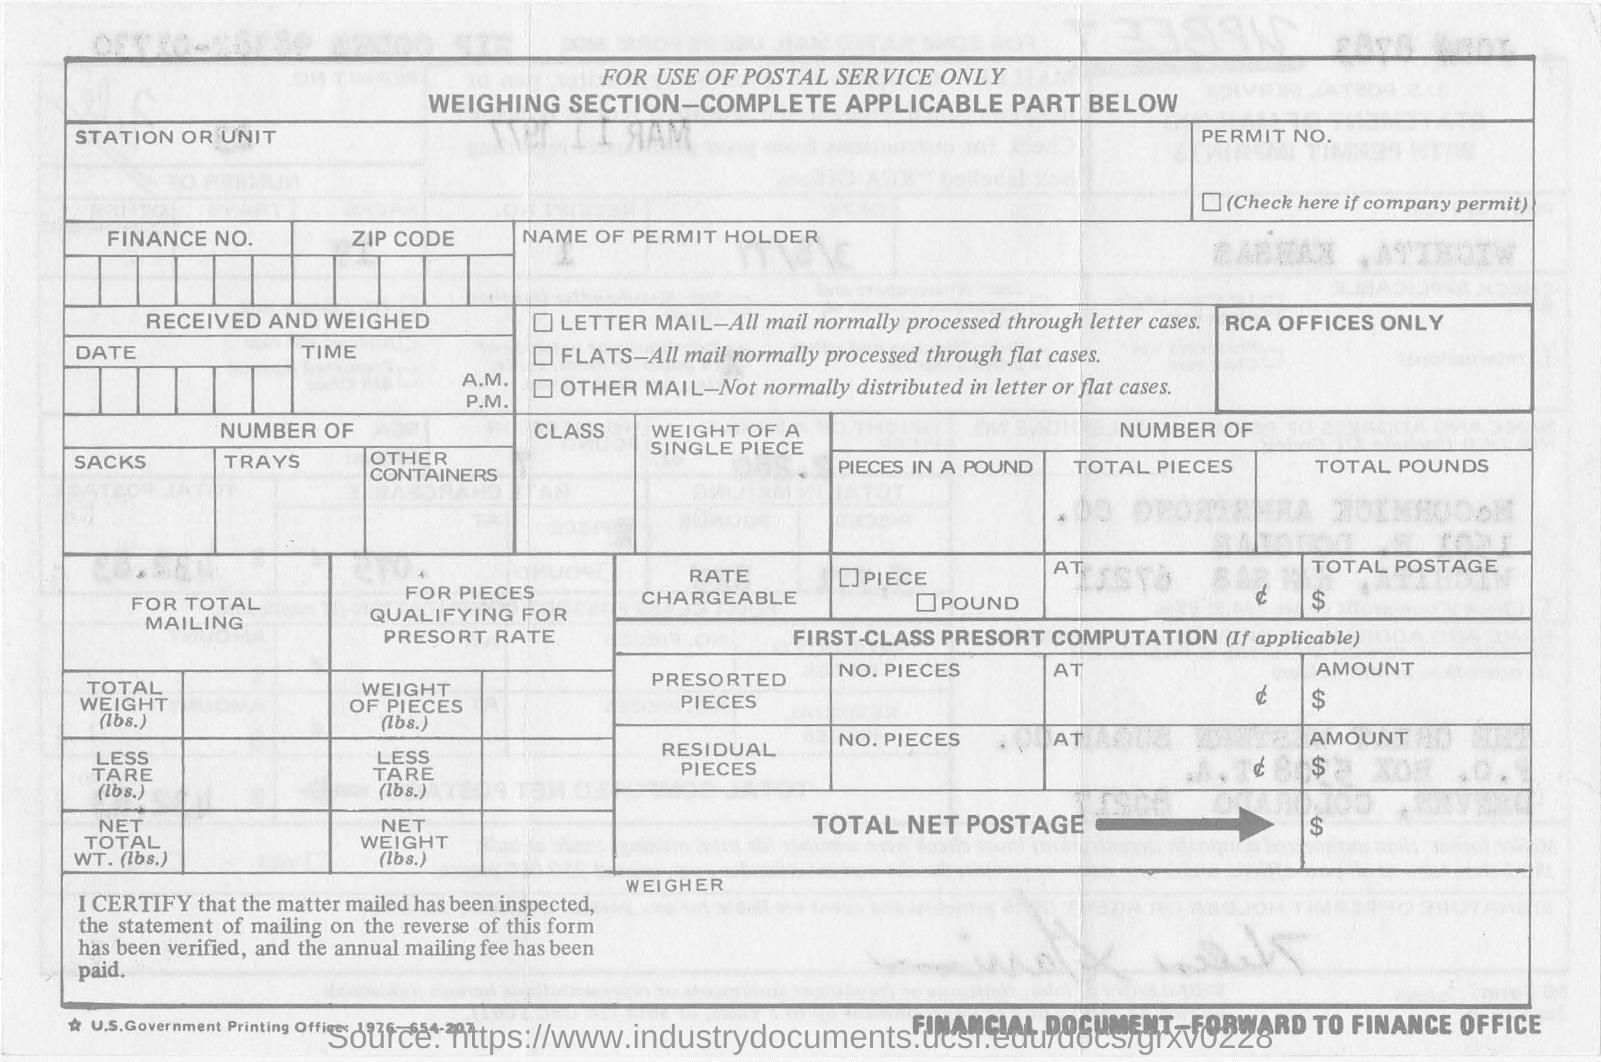 FOR USE OF POSTAL SERVICE ONLY
WEIGHING SECTION—COMPLETE APPLICABLE PART BELOW
STATION OR UNIT
PERMIT NO.
(Check here if company permit)
FINANCE NO.
ZIP CODE
NAME OF PERMIT HOLDER
RECEIVED AND WEIGHED
DATE
TIME
A.M.
P.M.
LETTER MAIL—All mail normally processed through letter cases.
FLATS—All mail normally processed through flat cases.
OTHER MAIL—Not normally distributed in letter or flat cases.
RCA OFFICES ONLY
NUMBER OF
SACKS
TRAYS
OTHER
CONTAINERS
CLASS
WEIGHT OF A
SINGLE PIECE
NUMBER OF
PIECES IN A POUND
TOTAL PIECES
TOTAL POUNDS
FOR TOTAL
MAILING
FOR PIECES
QUALIFYING FOR
PRESORT RATE
RATE
CHARGEABLE
PIECE
POUND
AT
¢
TOTAL POSTAGE
$
FIRST-CLASS PRESORT COMPUTATION (If applicable)
TOTAL
WEIGHT
(lbs.)
WEIGHT
OF PIECES
(lbs.)
PRESORTED
PIECES
NO. PIECES
AT
¢
AMOUNT
$
LESS
TARE
(lbs.)
LESS
TARE
(lbs.)
RESIDUAL
PIECES
NO. PIECES
AT
¢
AMOUNT
$
NET
TOTAL
WT. (lbs.)
NET
WEIGHT
(lbs.)
TOTAL NET POSTAGE
$
I CERTIFY that the matter mailed has been inspected,
the statement of mailing on the reverse of this form
has been verified, and the annual mailing fee has been
paid.
WEIGHER
☆ U.S.Government Printing Office: 1976—654-207
FINANCIAL DOCUMENT—FORWARD TO FINANCE OFFICE
Source: https://www.industrydocuments.ucsf.edu/docs/grxv0228